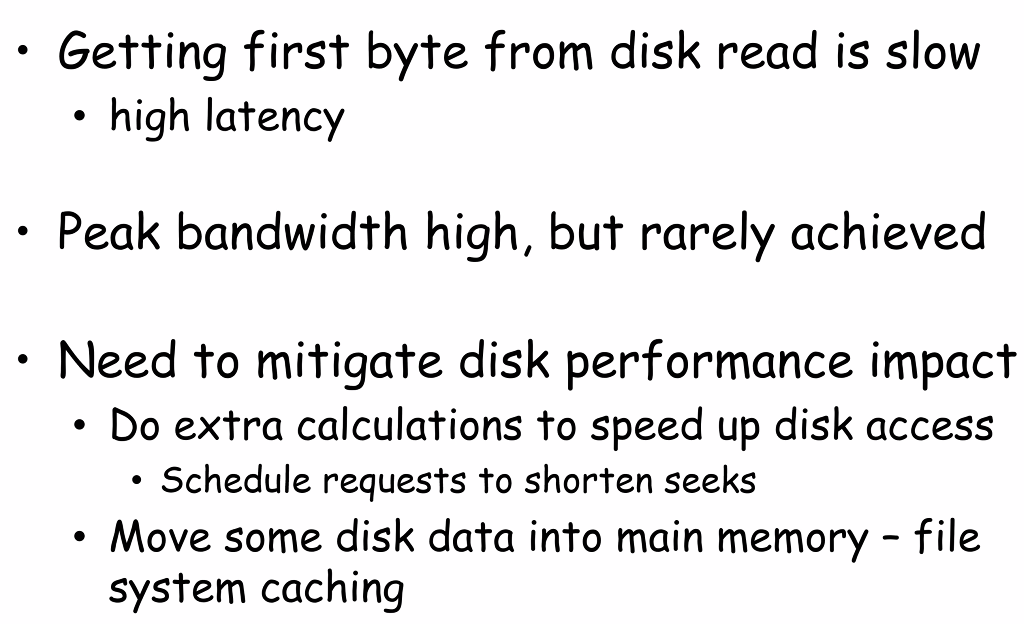 • Getting first byte from disk read is slow
• high latency
• Peak bandwidth high, but rarely achieved
• Need to mitigate disk performance impact
• Do extra calculations to speed up disk access
• Schedule requests to shorten seeks
• Move some disk data into main memory – file
system caching